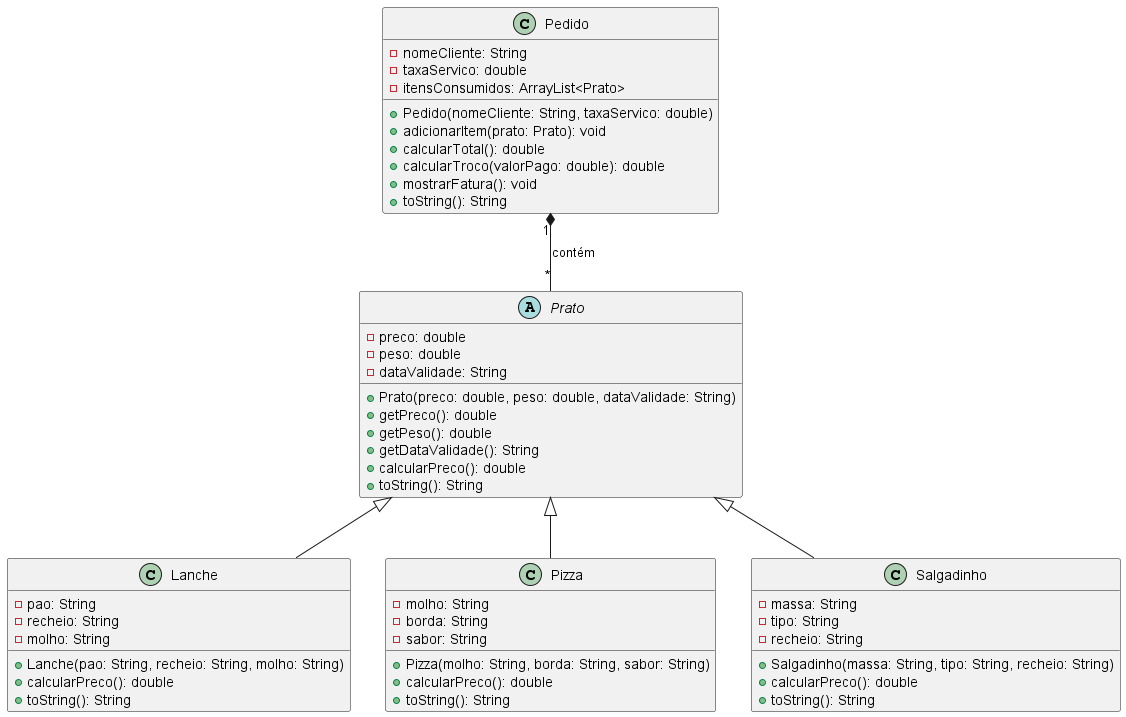 C Pedido
nomeCliente: String
taxaServico: double
itensConsumidos: ArrayList<Prato>
Pedido(nomeCliente: String, taxaServico: double)
adicionarItem(prato: Prato): void
calcularTotal(): double
calcularTroco(valorPago: double): double
mostrarFatura(): void
toString(): String
1
contém
*
A Prato
preco: double
peso: double
dataValidade: String
Prato(preco: double, peso: double, dataValidade: String)
getPreco(): double
getPeso(): double
getDataValidade(): String
calcularPreco(): double
toString(): String
C Lanche
pao: String
recheio: String
molho: String
Lanche(pao: String, recheio: String, molho: String)
calcularPreco(): double
toString(): String
C Pizza
molho: String
borda: String
sabor: String
Pizza(molho: String, borda: String, sabor: String)
calcularPreco(): double
toString(): String
C Salgadinho
massa: String
tipo: String
recheio: String
Salgadinho(massa: String, tipo: String, recheio: String)
calcularPreco(): double
toString(): String